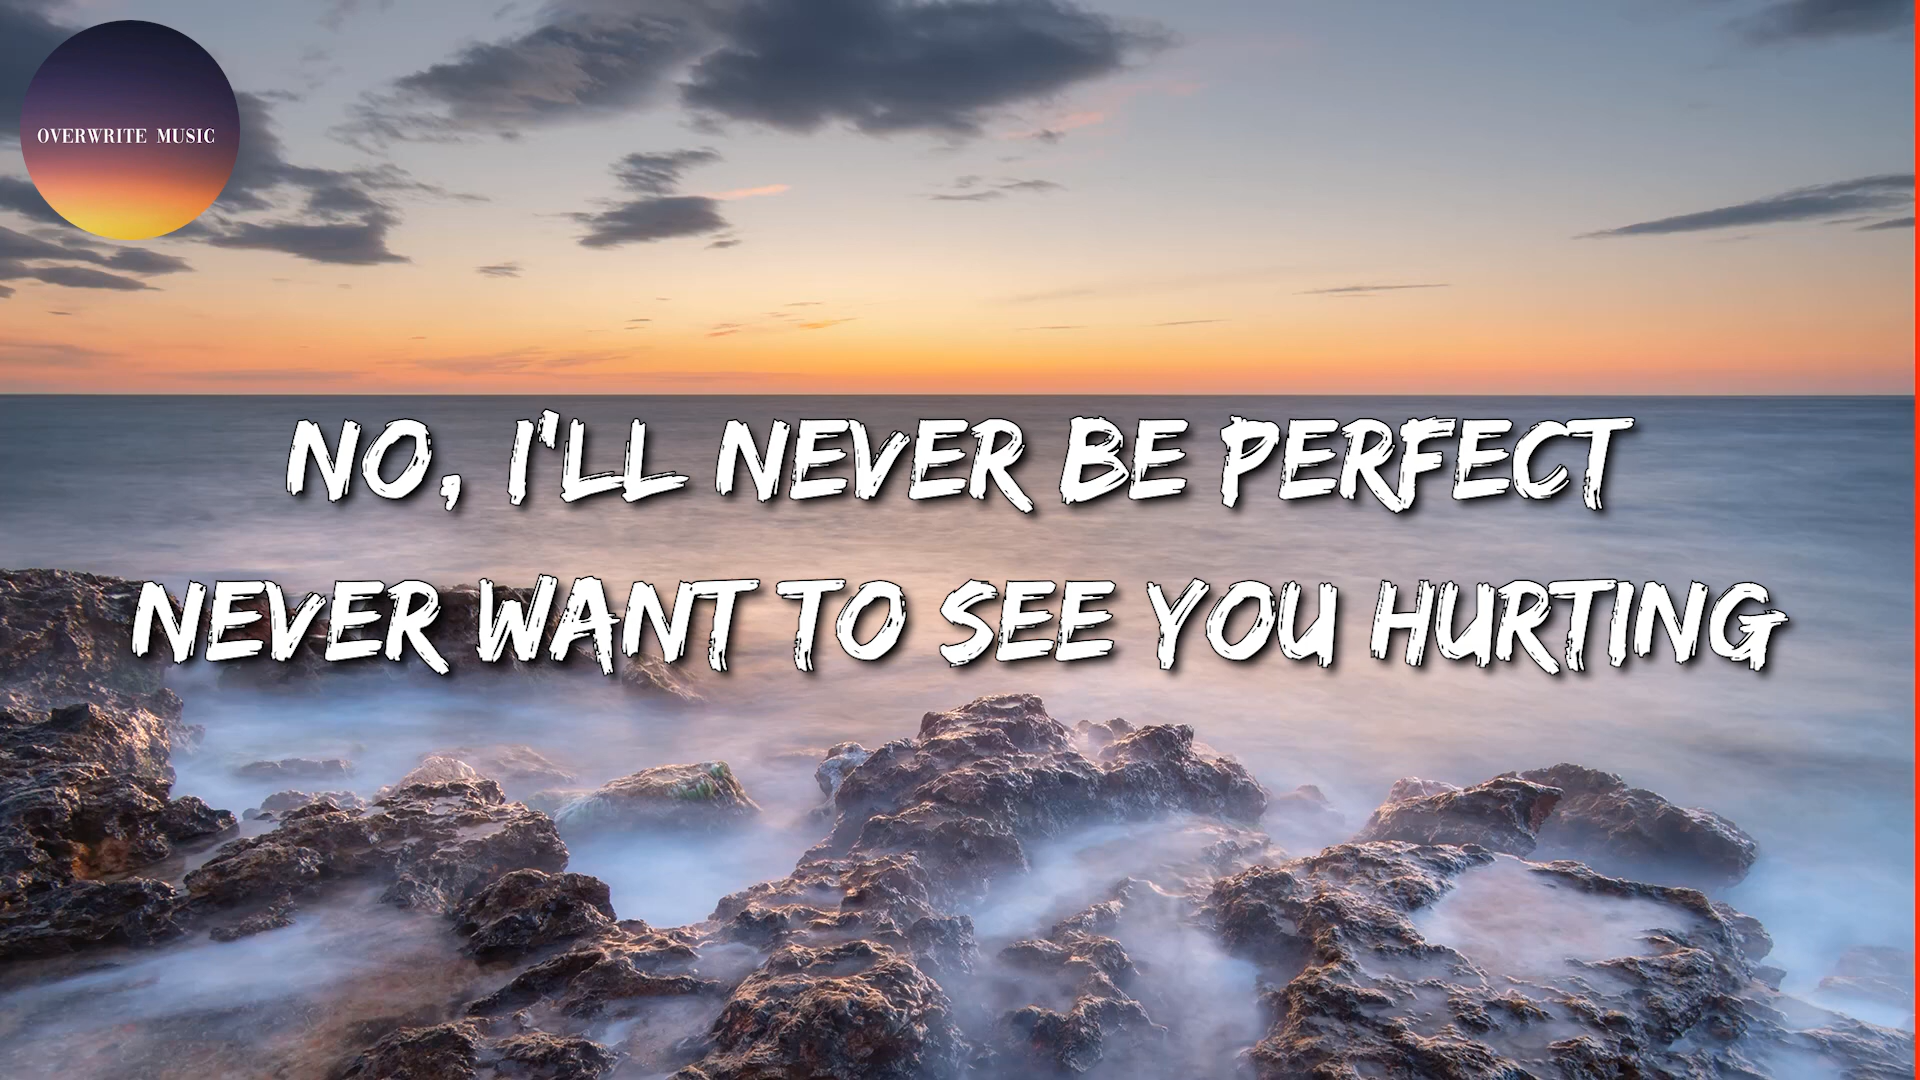 OVERWRITE MUSIC
NO, I'LL NEVER BE PERFECT
NEVER WANT TO SEE YOU HURTING